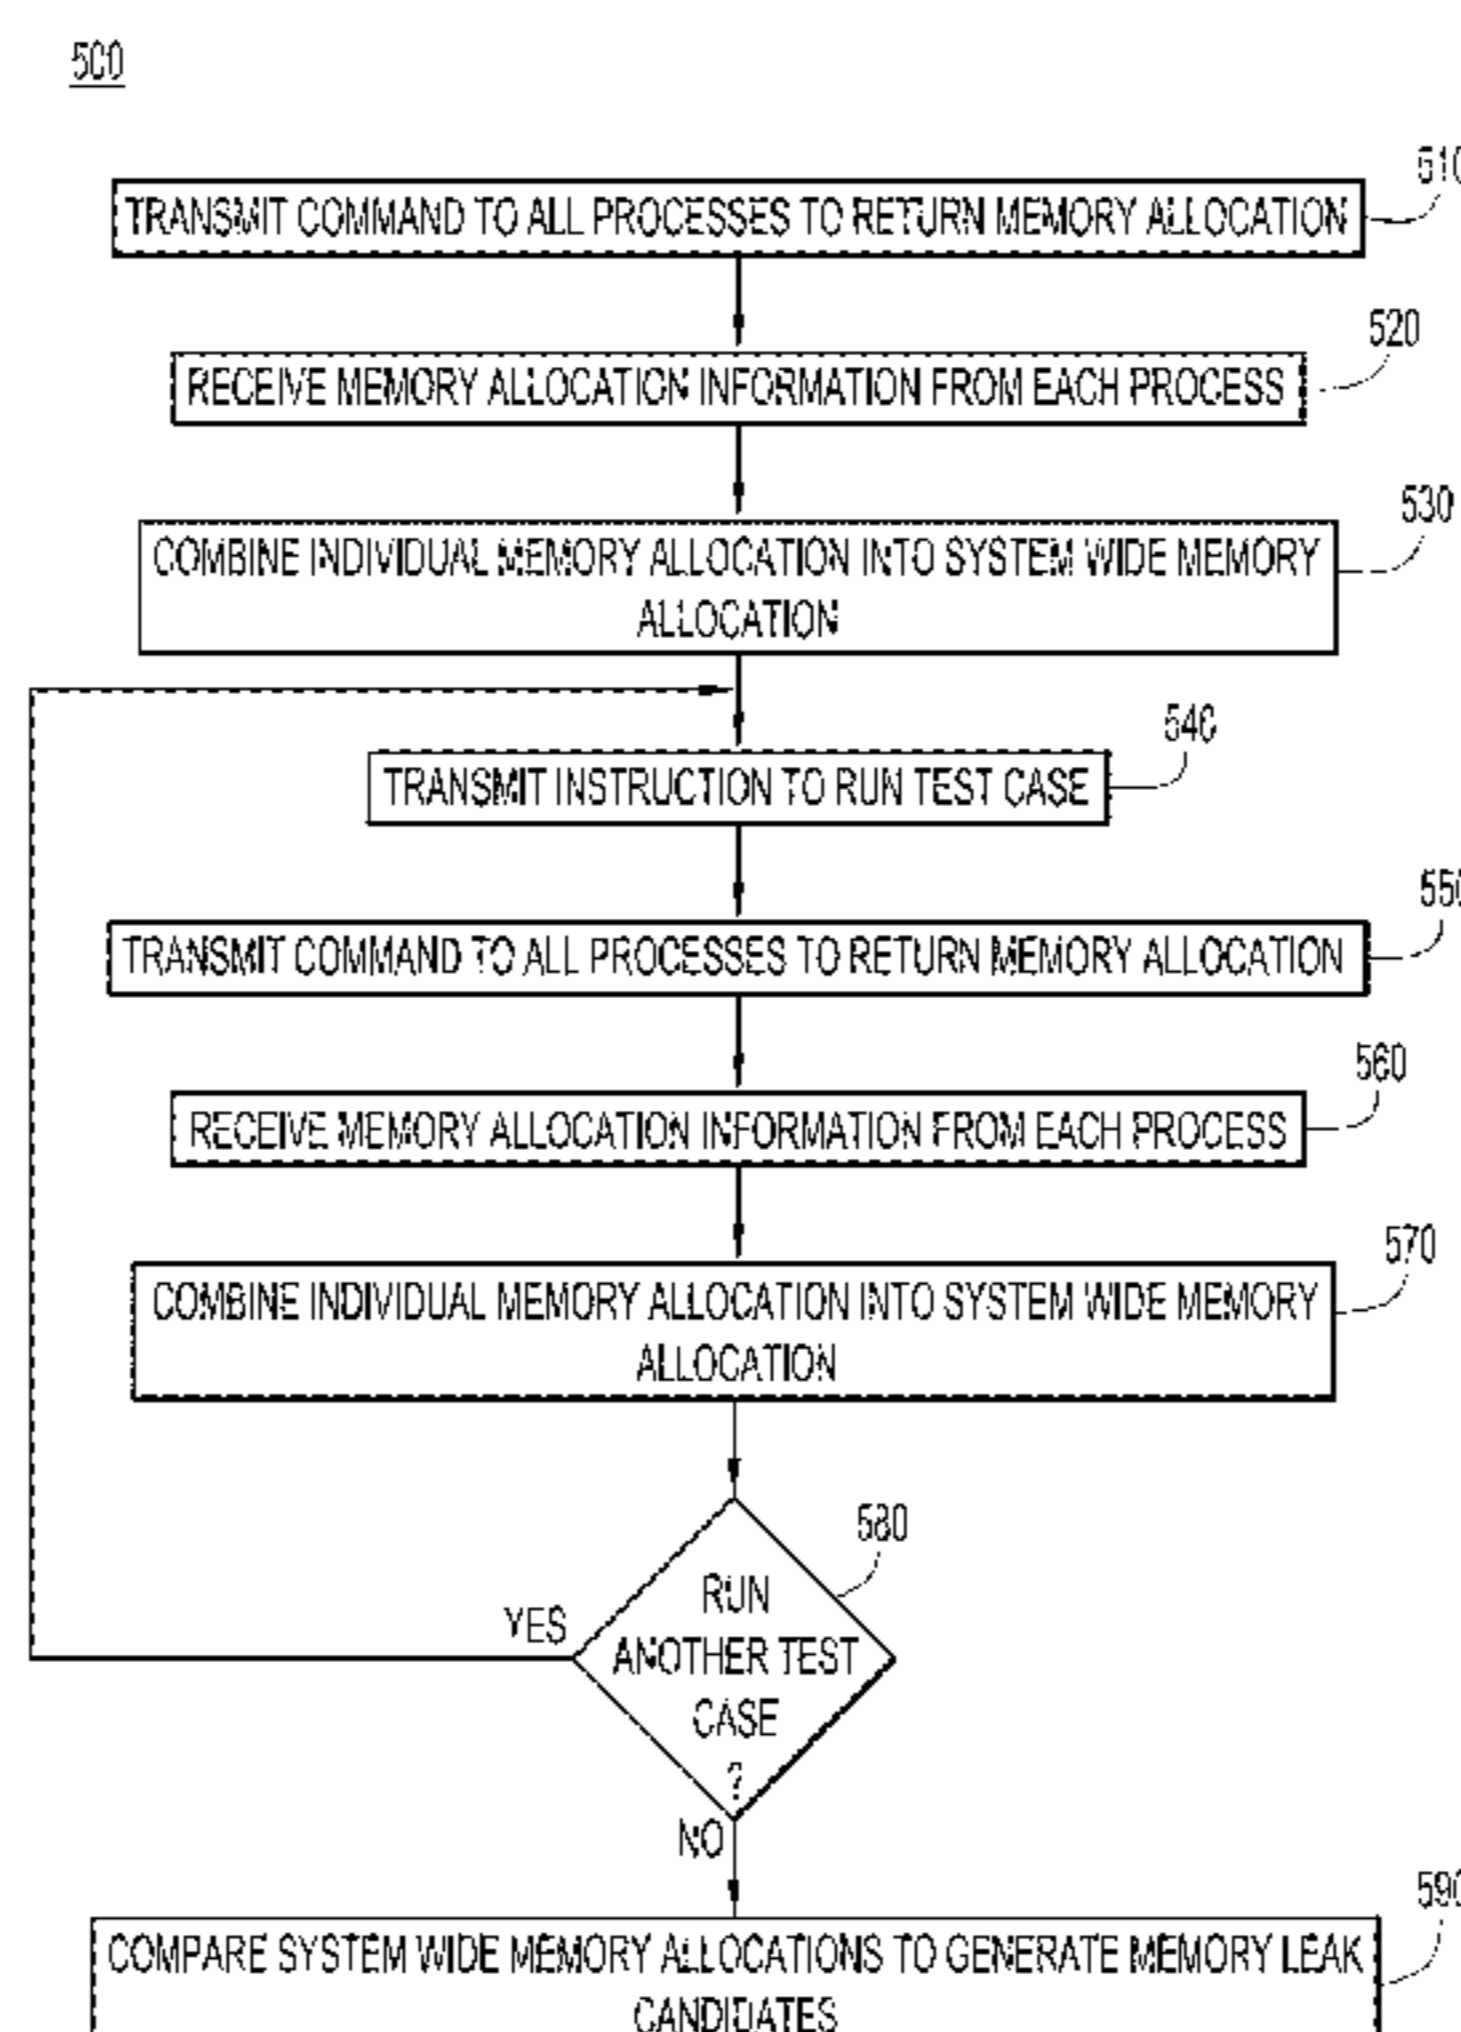 500
510
TRANSMIT COMMAND TO ALL PROCESSES TO RETURN MEMORY ALLOCATION
520
RECEIVE MEMORY ALLOCATION INFORMATION FROM EACH PROCESS
530
COMBINE INDIVIDUAL MEMORY ALLOCATION INTO SYSTEM WIDE MEMORY
ALLOCATION
540
TRANSMIT INSTRUCTION TO RUN TEST CASE
550
TRANSMIT COMMAND TO ALL PROCESSES TO RETURN MEMORY ALLOCATION
560
RECEIVE MEMORY ALLOCATION INFORMATION FROM EACH PROCESS
570
COMBINE INDIVIDUAL MEMORY ALLOCATION INTO SYSTEM WIDE MEMORY
ALLOCATION
580
RUN
YES
ANOTHER TEST
CASE
?
NO
590
COMPARE SYSTEM WIDE MEMORY ALLOCATIONS TO GENERATE MEMORY LEAK
CANDIDATES